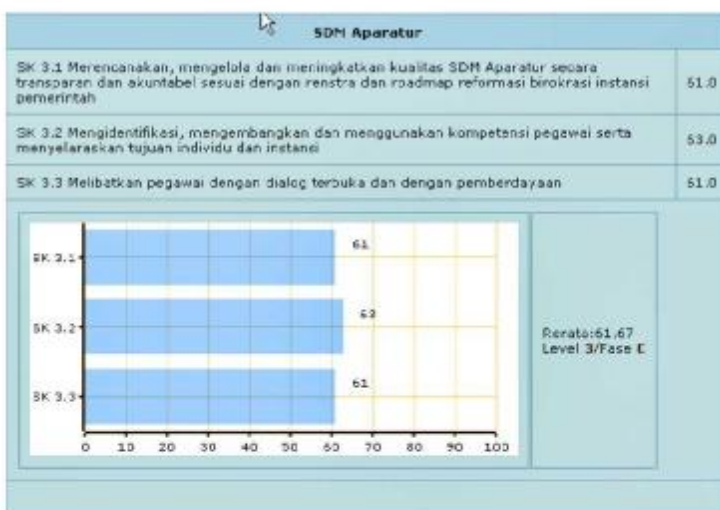 SDM Aparatur
SK 3.1 Merencanakan, mengelola dan meningkatkan kualitas SDM Aparatur secara
transparan dan akuntabel sesuai dengan renstra dan roadmap reformasi birokrasi instansi
pemerintah
61.0
SK 3.2 Mengidentifikasi, mengembangkan dan menggunakan kompetensi pegawai serta
menyelaraskan tujuan individu dan instansi
63.0
SK 3.3 Melibatkan pegawai dengan dialog terbuka dan dengan pemberdayaan
61.0
SK 3.1
61
SK 3.2
63
SK 3.3
61
0 10 20 30 40 50 60 70 80 90 100
Rerata:61,67
Level 3/Fase